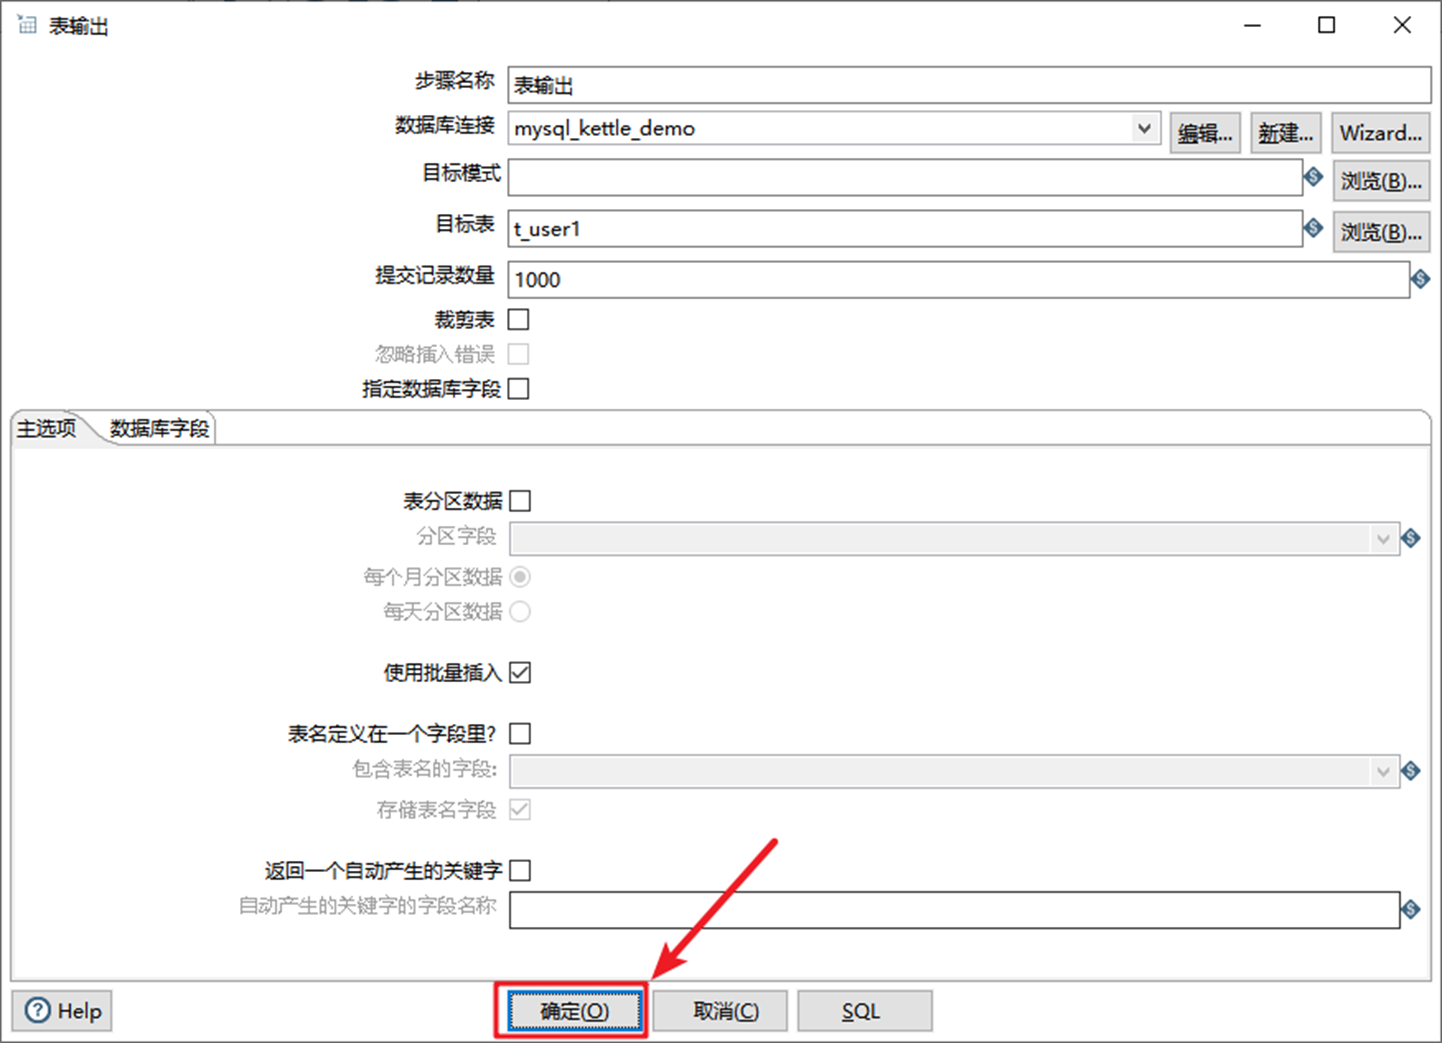 表输出
步骤名称 表输出
数据库连接 mysql_kettle_demo 编辑... 新建... Wizard...
目标模式 浏览(B)...
目标表 t_user1 浏览(B)...
提交记录数量 1000
裁剪表
忽略插入错误
指定数据库字段
主选项 数据库字段
表分区数据
分区字段
每个月分区数据
每天分区数据
使用批量插入
表名定义在一个字段里?
包含表名的字段:
存储表名字段
返回一个自动产生的关键字
自动产生的关键字的字段名称
Help 确定(O) 取消(C) SQL